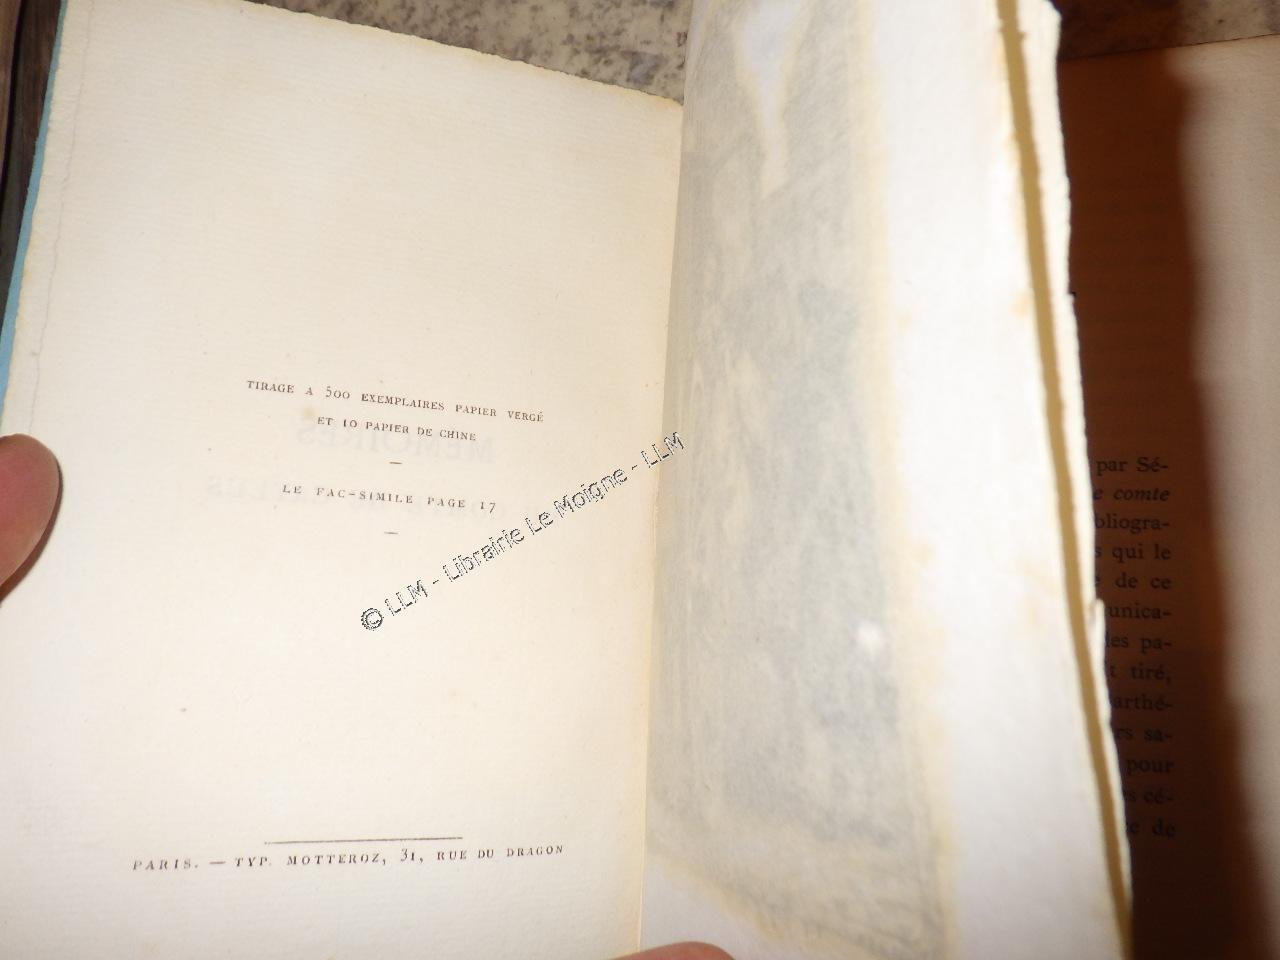 TIRAGE A 500 EXEMPLAIRES PAPIER VERGÉ
ET 10 PAPIER DE CHINE
LE FAC-SIMILE PAGE 17
PARIS. — TYP. MOTTEROZ, 31, RUE DU DRAGON
© LLM - Librairie Le Moigne - LLM
MÉMOIRES
par Sé-
comte
bliogra-
qui le
de ce
unica-
pa-
tiré,
arthé-
sa-
pour
cé-
de